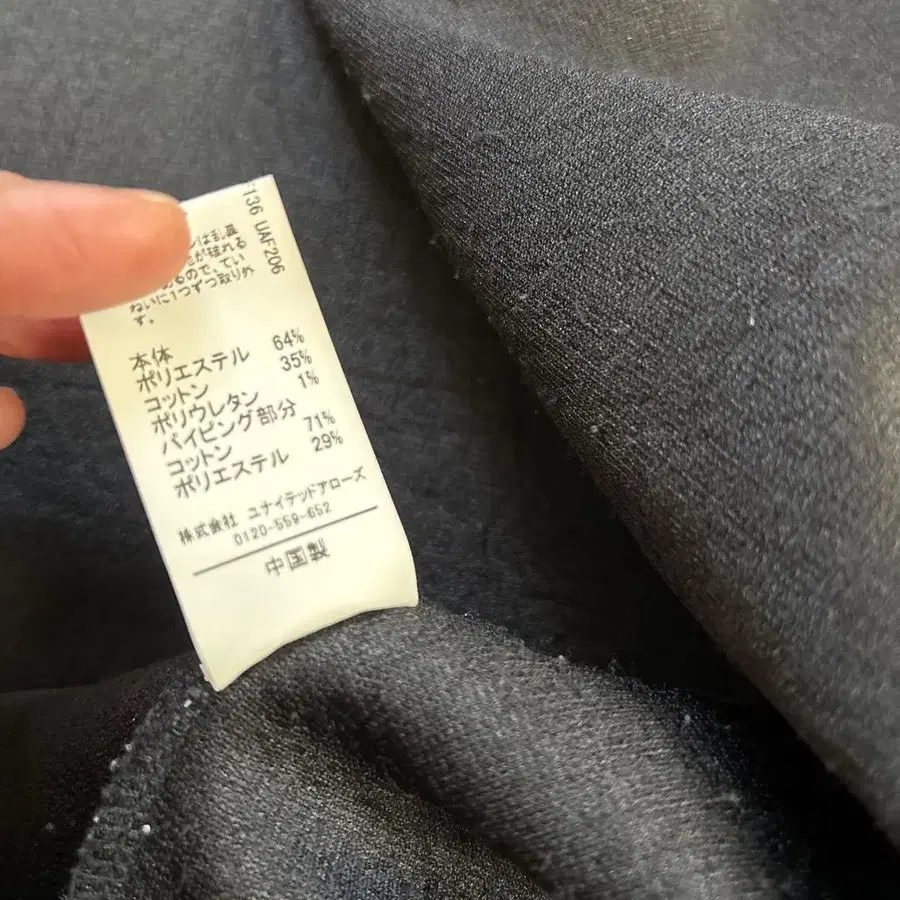 136 UAF206
は乱義
が破れる
あるので、てい
ねいに1つずつ取り外
す。
本体
ポリエステル 64%
コットン 35%
ポリウレタン 1%
パイピング部分
コットン 71%
ポリエステル 29%
株式会社 ユナイテッドアローズ
0120-559-652
中国製